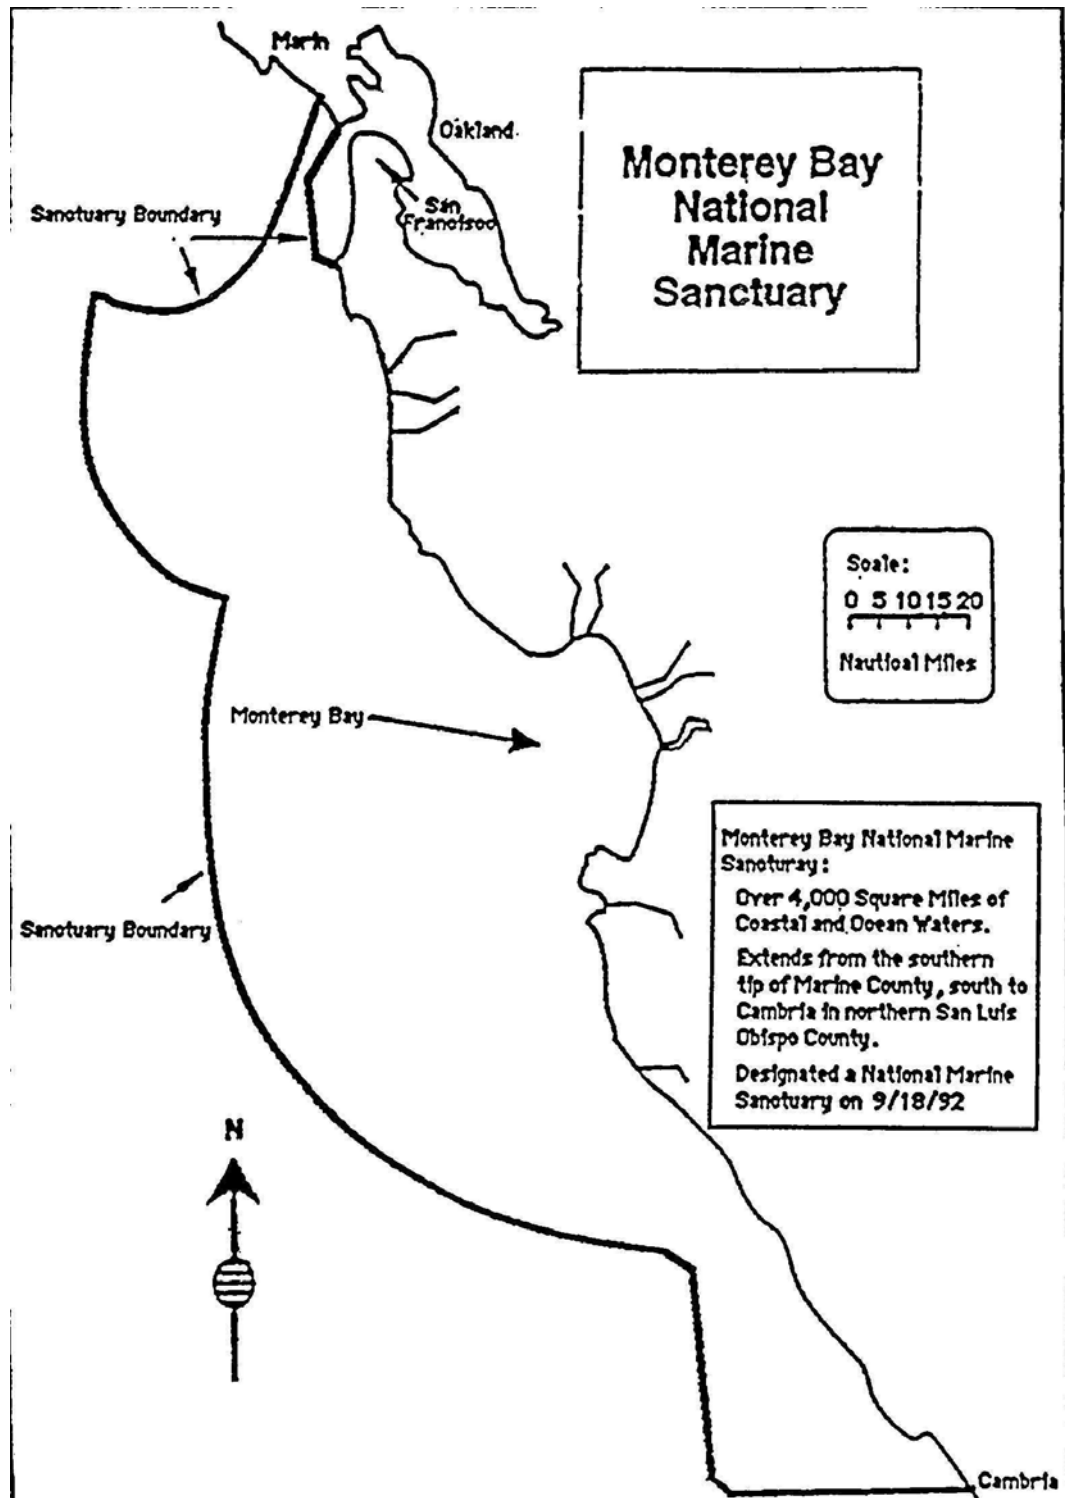 Marin
Oakland
San
Francisco
Sanctuary Boundary
Monterey Bay
National
Marine
Sanctuary
Scale:
0 5 10 15 20
Nautical Miles
Monterey Bay
Monterey Bay National Marine
Sancturay:
Over 4,000 Square Miles of
Coastal and Ocean Waters.
Extends from the southern
tip of Marine County, south to
Cambria in northern San Luis
Obispo County.
Designated a National Marine
Sanctuary on 9/18/92
Sanctuary Boundary
N
Cambria